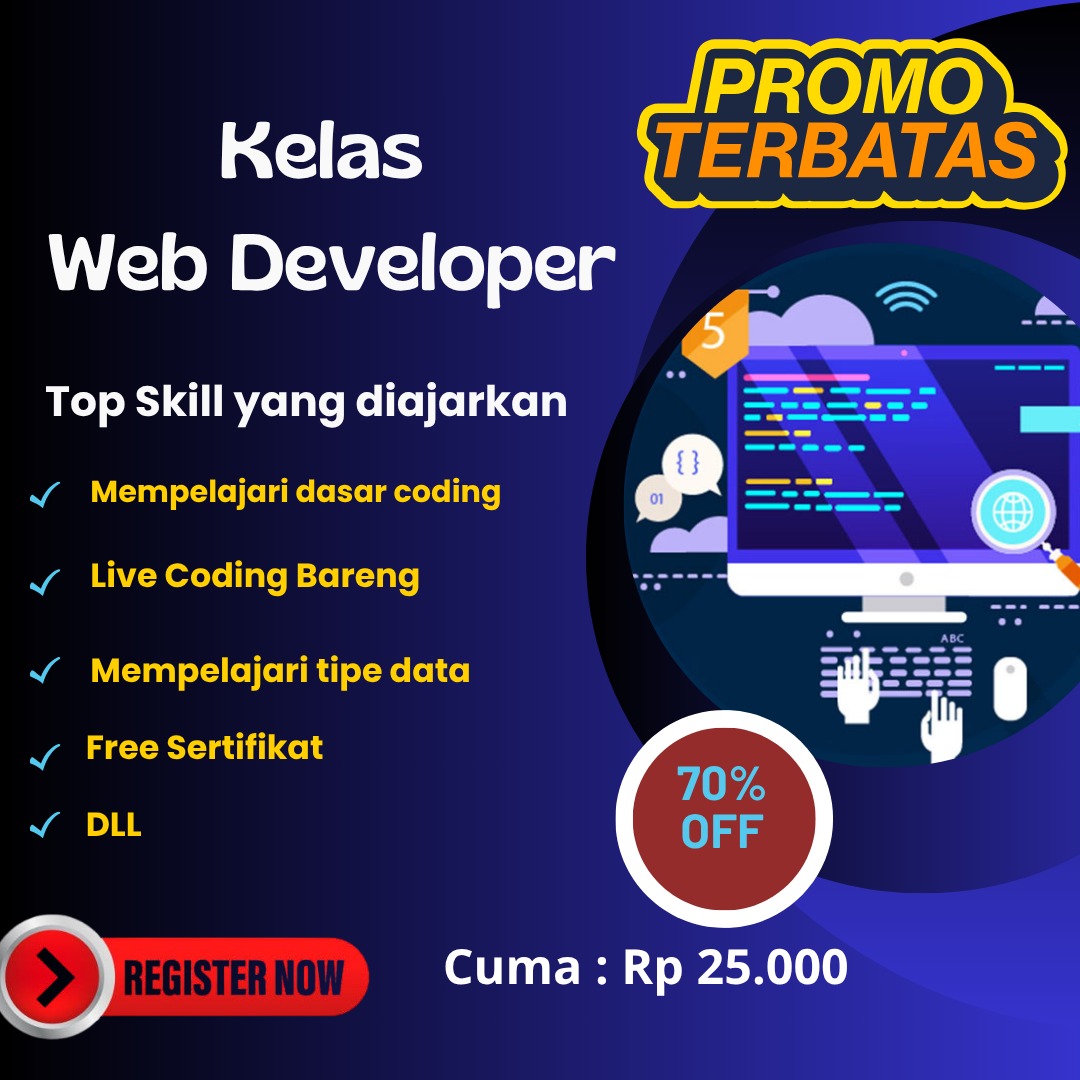 PROMO
TERBATAS
Kelas
Web Developer
Top Skill yang diajarkan
Mempelajari dasar coding
Live Coding Bareng
Mempelajari tipe data
Free Sertifikat
DLL
5
{}
01
ABC
70%
OFF
REGISTER NOW
Cuma : Rp 25.000